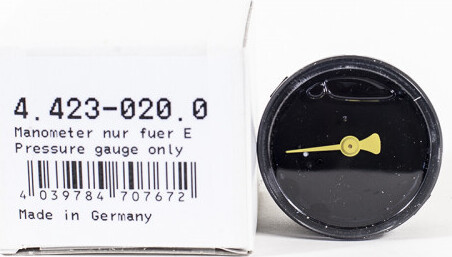 4.423-020.0
Manometer nur fuer E
Pressure gauge only
4 039784 707672
Made in Germany